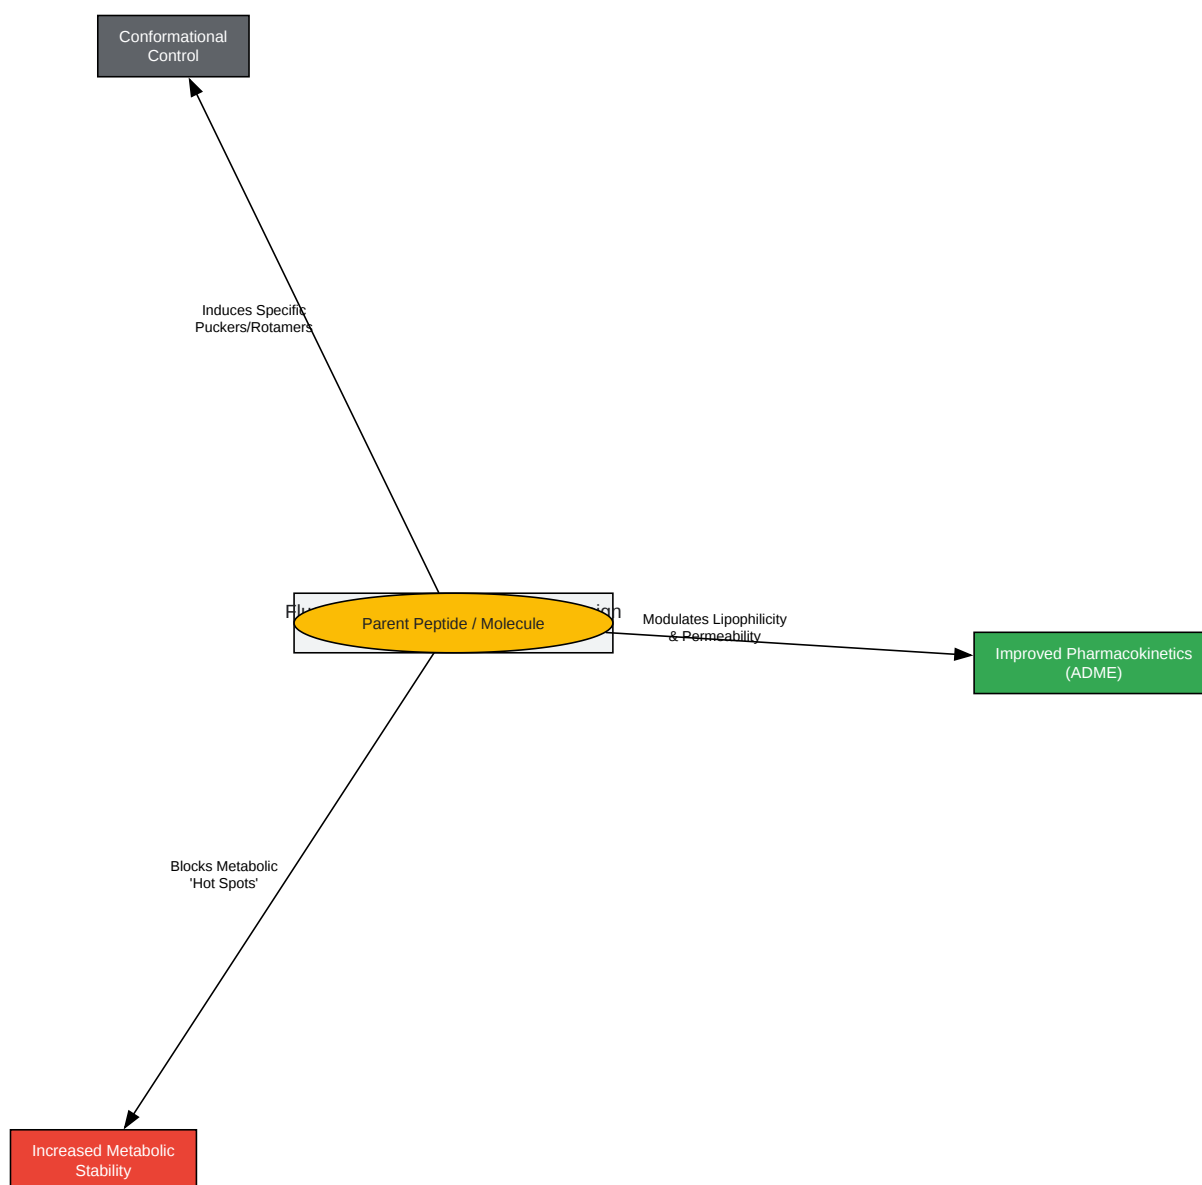 Conformational
Control
Induces Specific
Puckers/Rotamers
Parent Peptide / Molecule
Modulates Lipophilicity
& Permeability
Improved Pharmacokinetics
(ADME)
Blocks Metabolic
'Hot Spots'
Increased Metabolic
Stability